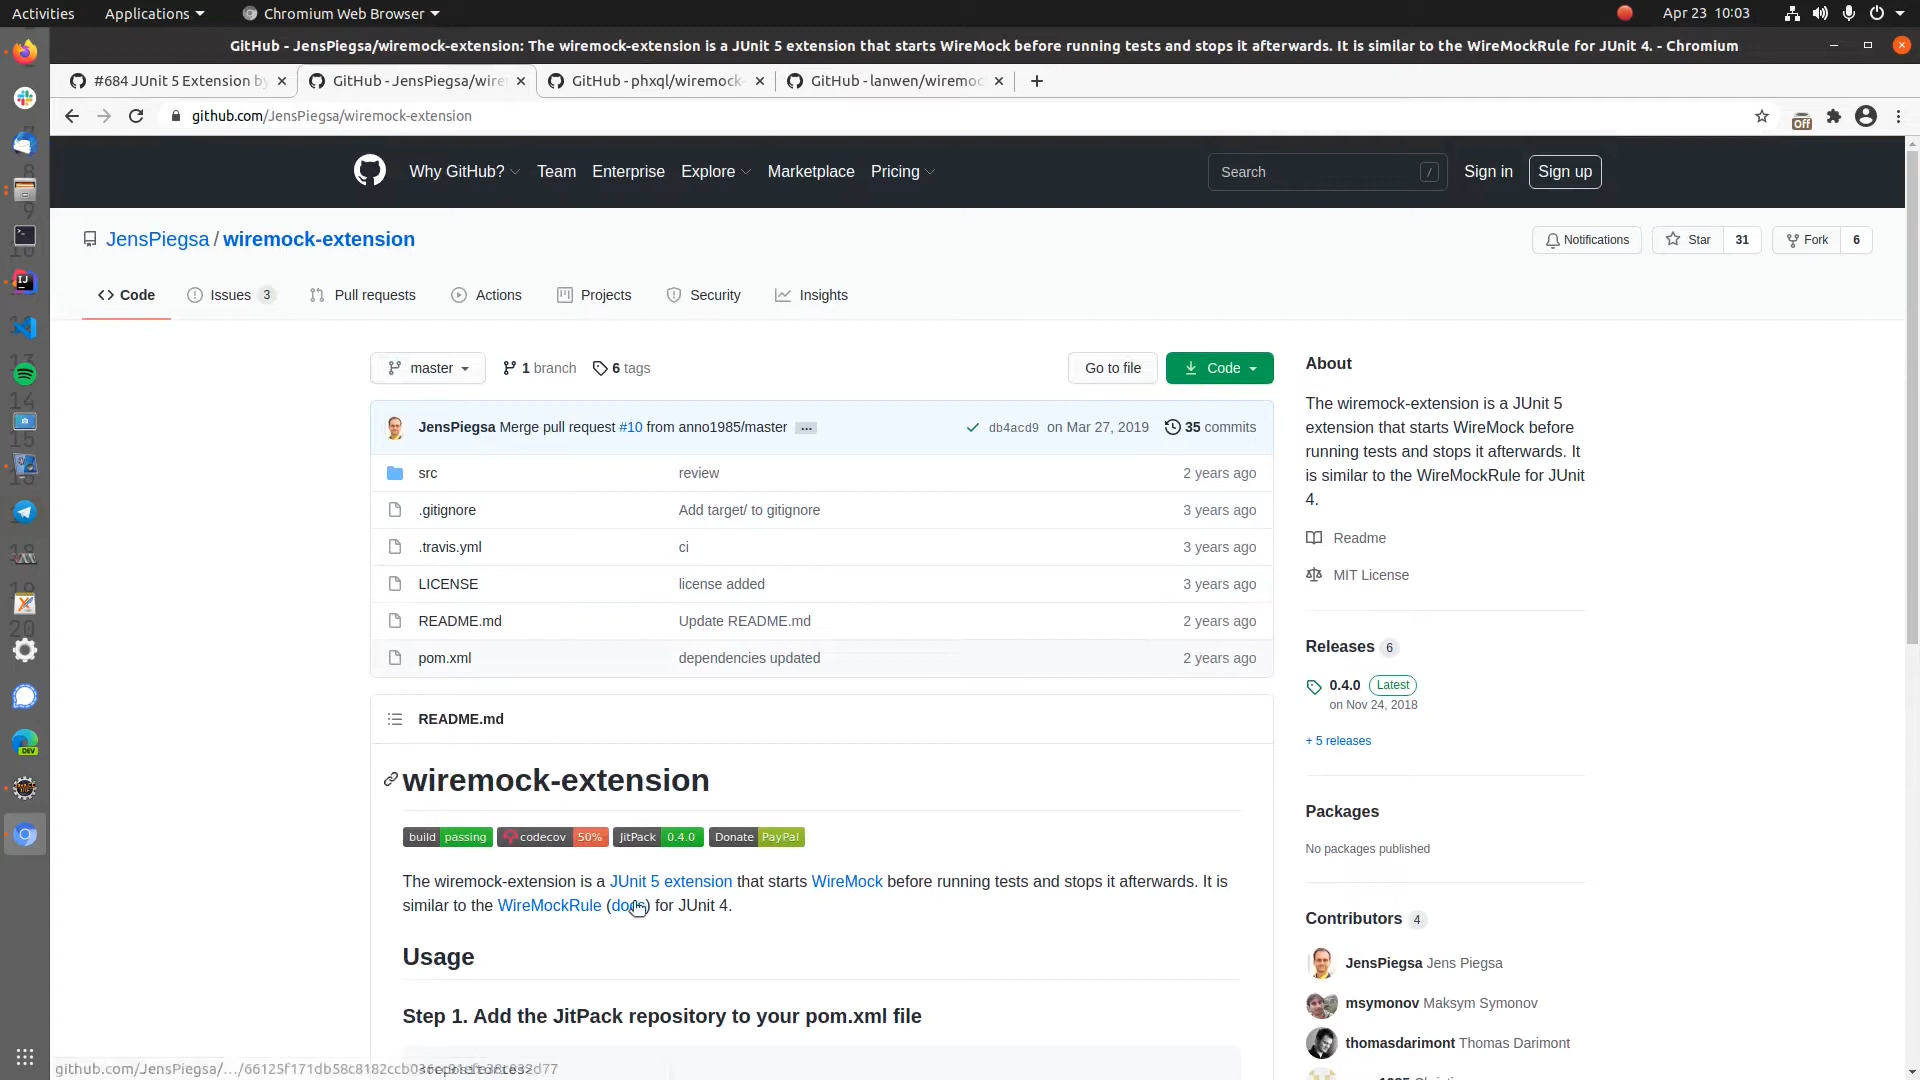 Activities Applications Chromium Web Browser Apr 23 10:03
GitHub - JensPiegsa/wiremock-extension: The wiremock-extension is a JUnit 5 extension that starts WireMock before running tests and stops it afterwards. It is similar to the WireMockRule for JUnit 4. - Chromium
#684 JUnit 5 Extension by GitHub - JensPiegsa/wire GitHub - phxql/wiremock- GitHub - lanwen/wiremoc
github.com/JensPiegsa/wiremock-extension Off
Why GitHub? Team Enterprise Explore Marketplace Pricing Search / Sign in Sign up
JensPiegsa / wiremock-extension Notifications Star 31 Fork 6
Code Issues 3 Pull requests Actions Projects Security Insights
master 1 branch 6 tags Go to file Code
JensPiegsa Merge pull request #10 from anno1985/master ... db4acd9 on Mar 27, 2019 35 commits
src review 2 years ago
.gitignore Add target/ to gitignore 3 years ago
.travis.yml ci 3 years ago
LICENSE license added 3 years ago
README.md Update README.md 2 years ago
pom.xml dependencies updated 2 years ago
README.md
wiremock-extension
build passing codecov 50% JitPack 0.4.0 Donate PayPal
The wiremock-extension is a JUnit 5 extension that starts WireMock before running tests and stops it afterwards. It is
similar to the WireMockRule (docs) for JUnit 4.
Usage
Step 1. Add the JitPack repository to your pom.xml file
About
The wiremock-extension is a JUnit 5
extension that starts WireMock before
running tests and stops it afterwards. It
is similar to the WireMockRule for JUnit
4.
Readme
MIT License
Releases 6
0.4.0 Latest
on Nov 24, 2018
+ 5 releases
Packages
No packages published
Contributors 4
JensPiegsa Jens Piegsa
msymonov Maksym Symonov
thomasdarimont Thomas Darimont
IJ
DEV